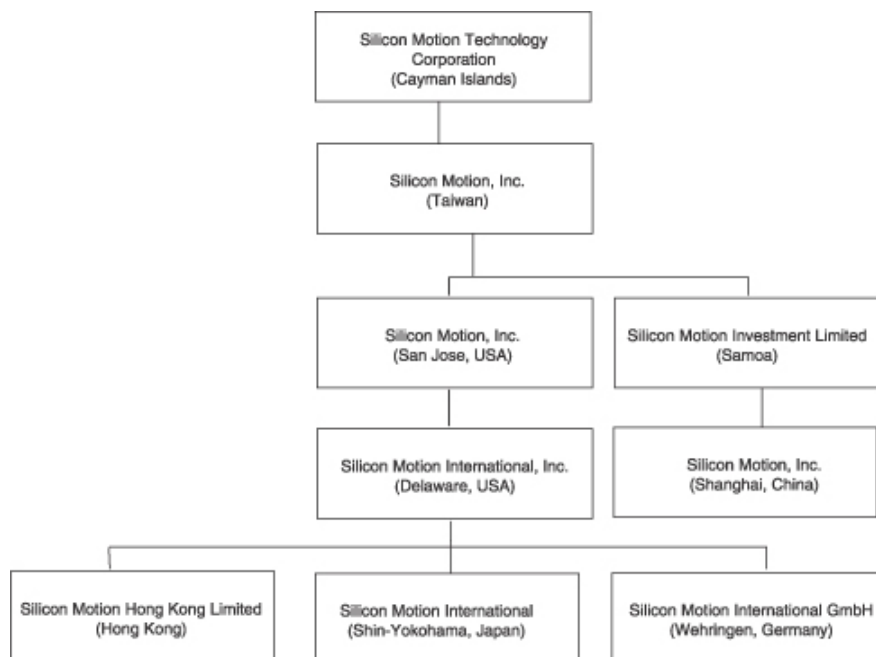 Silicon Motion Technology
Corporation
(Cayman Islands)
Silicon Motion, Inc.
(Taiwan)
Silicon Motion, Inc.
(San Jose, USA)
Silicon Motion Investment Limited
(Samoa)
Silicon Motion International, Inc.
(Delaware, USA)
Silicon Motion, Inc.
(Shanghai, China)
Silicon Motion Hong Kong Limited
(Hong Kong)
Silicon Motion International
(Shin-Yokohama, Japan)
Silicon Motion International GmbH
(Wehringen, Germany)